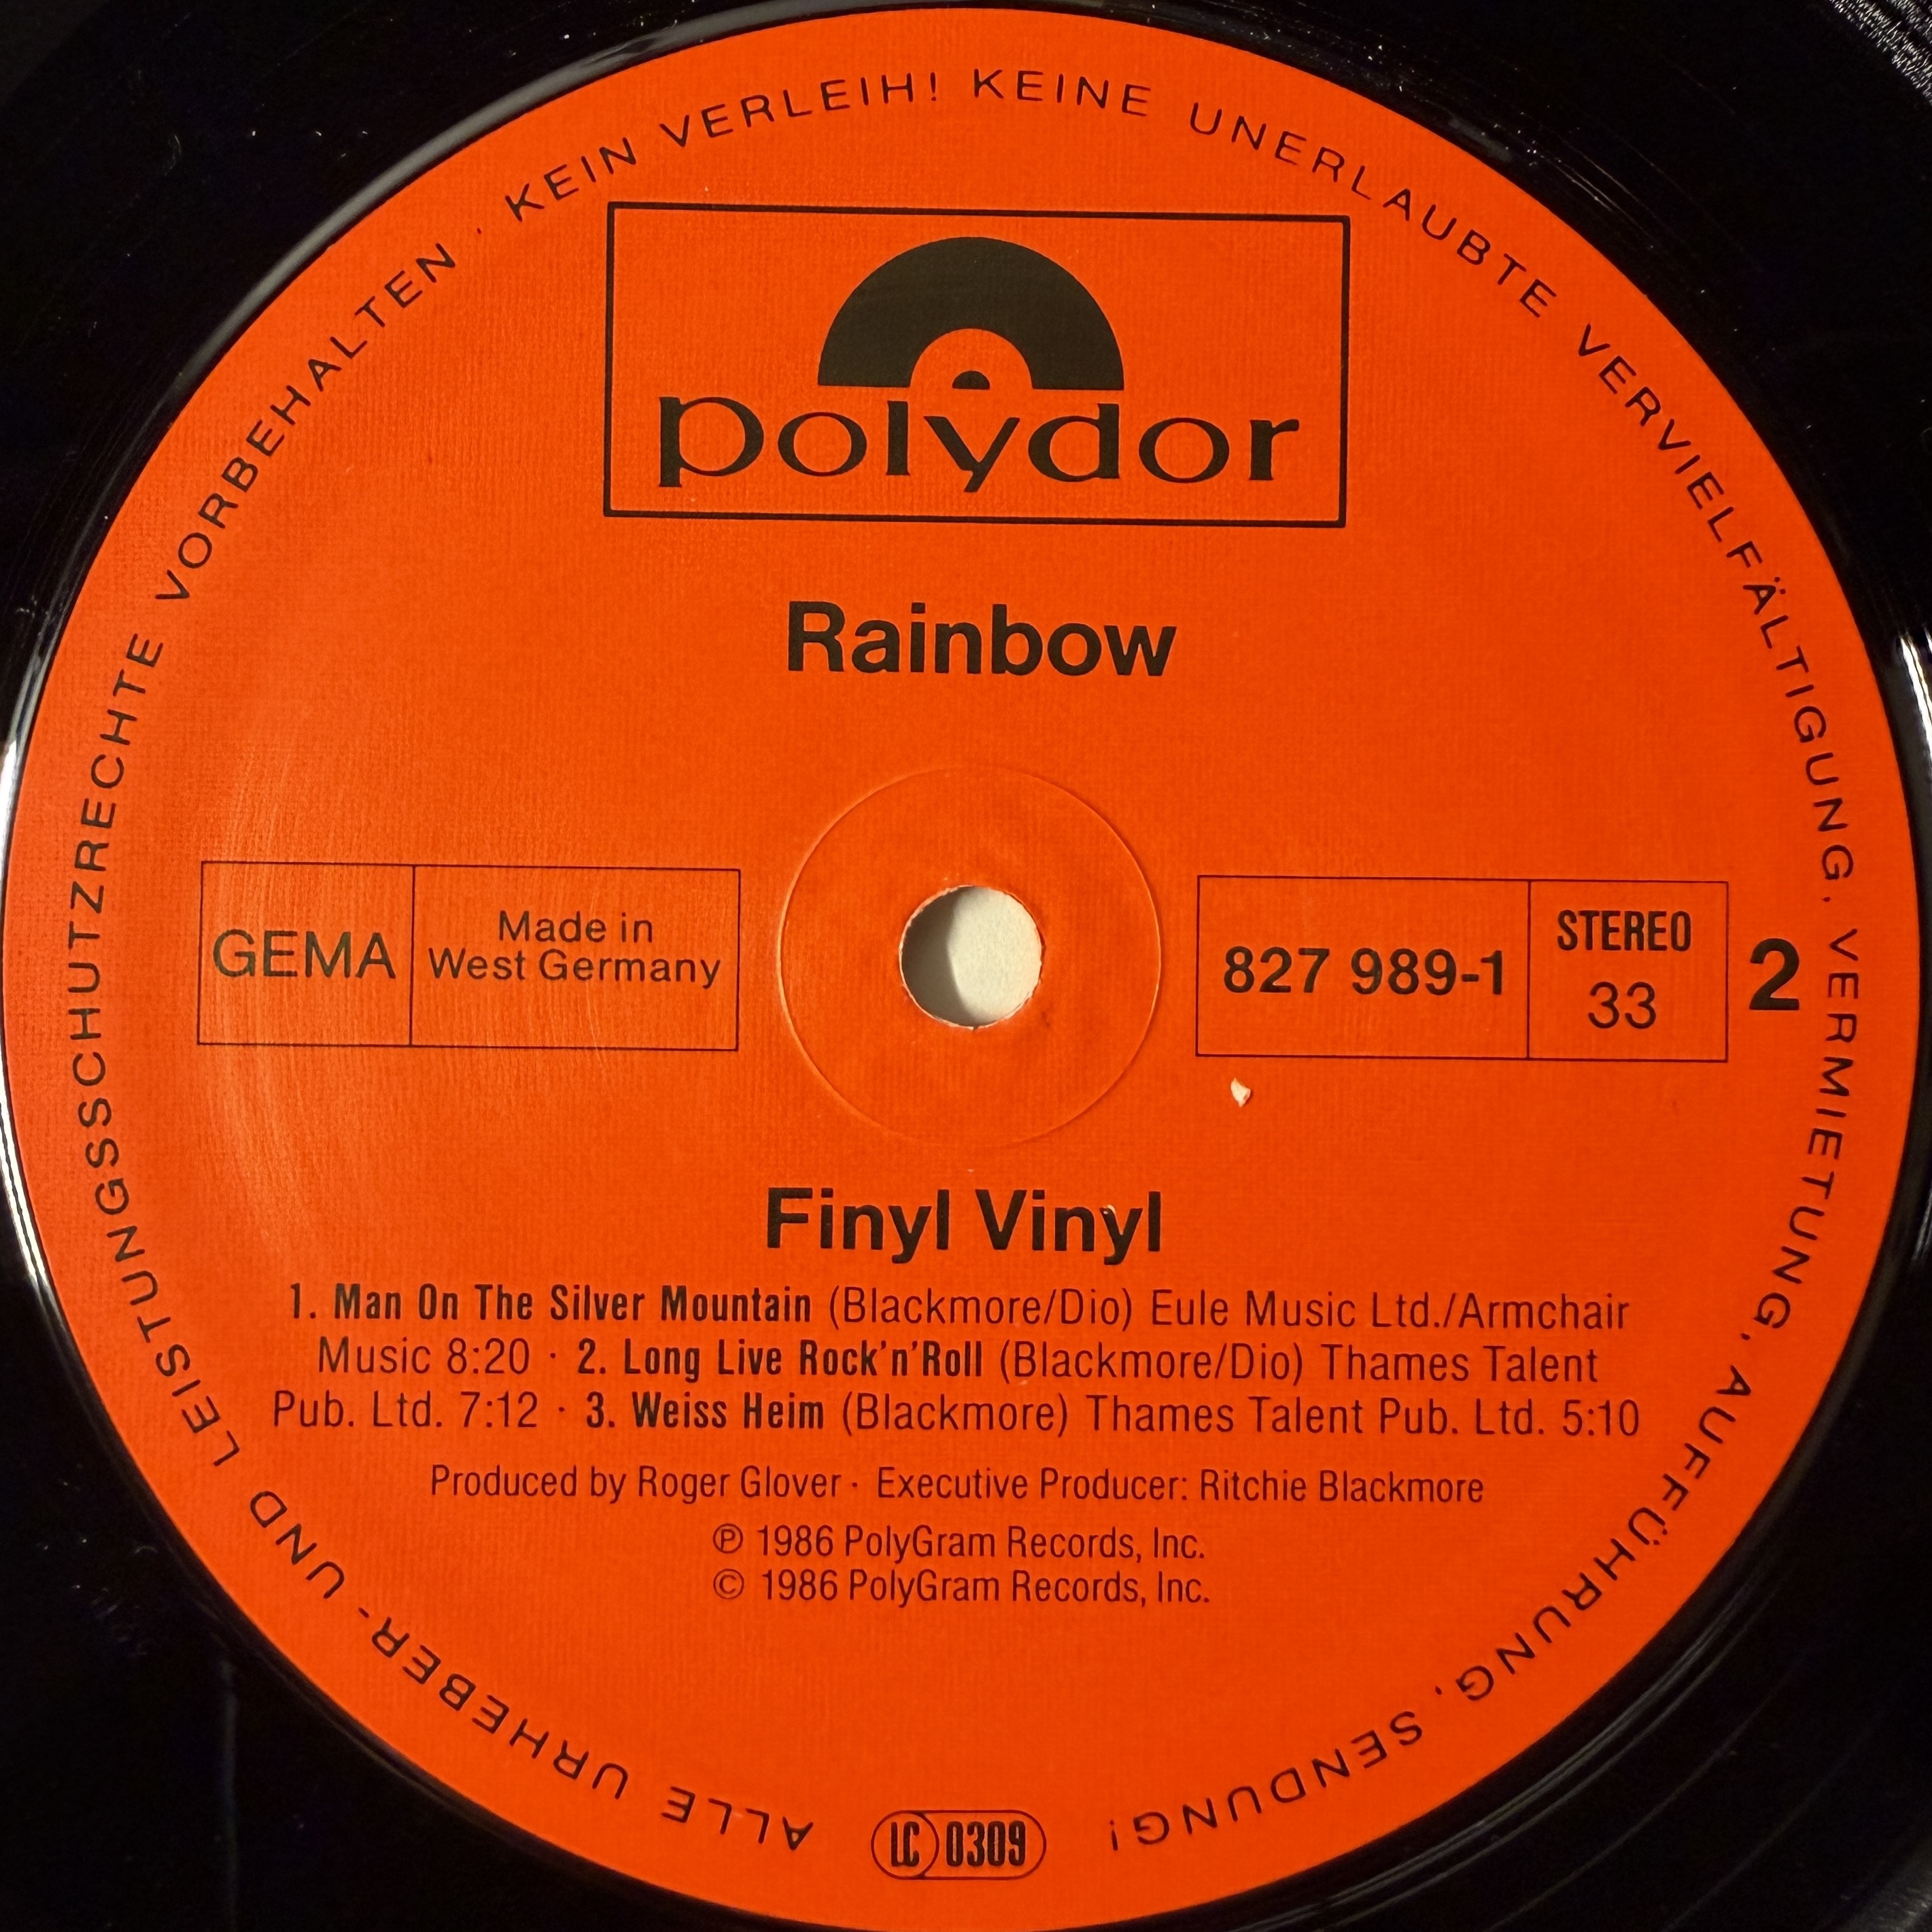 ALLE URHEBER- UND LEISTUNGSSCHUTZRECHTE VORBEHALTEN · KEIN VERLEIH! KEINE UNERLAUBTE VERVIELFÄLTIGUNG, VERMIETUNG, AUFFÜHRUNG, SENDUNG!
polydor
Rainbow
GEMA
Made in
West Germany
827 989-1
STEREO
33
2
Finyl Vinyl
1. Man On The Silver Mountain (Blackmore/Dio) Eule Music Ltd./Armchair
Music 8:20 · 2. Long Live Rock'n'Roll (Blackmore/Dio) Thames Talent
Pub. Ltd. 7:12 · 3. Weiss Heim (Blackmore) Thames Talent Pub. Ltd. 5:10
Produced by Roger Glover · Executive Producer: Ritchie Blackmore
℗ 1986 PolyGram Records, Inc.
© 1986 PolyGram Records, Inc.
LC 0309